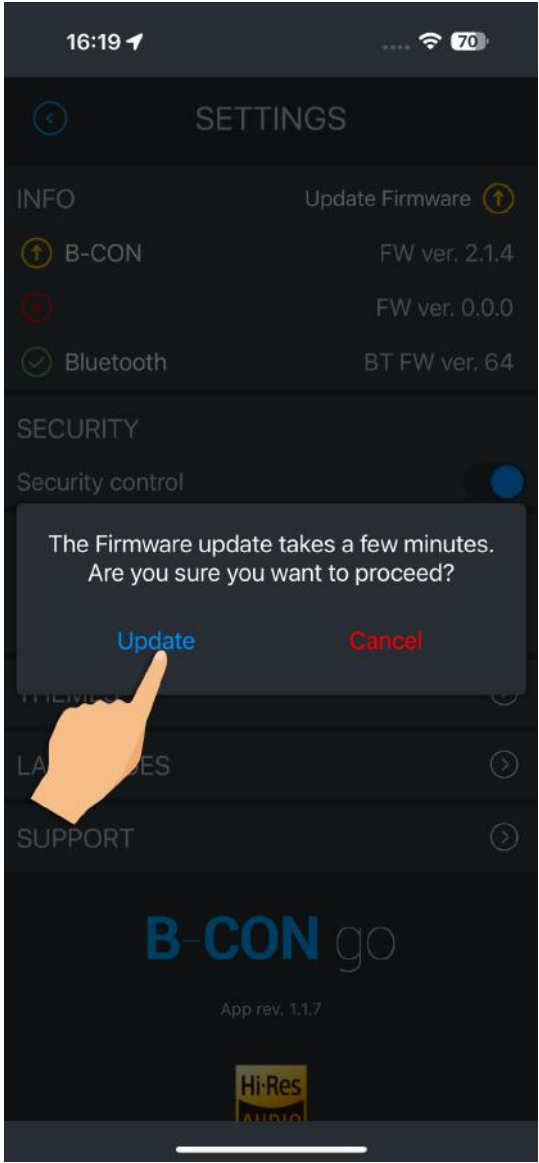 16:19
70
SETTINGS
INFO
Update Firmware
B-CON
FW ver. 2.1.4
FW ver. 0.0.0
Bluetooth
BT FW ver. 64
SECURITY
Security control
The Firmware update takes a few minutes.
Are you sure you want to proceed?
Update
Cancel
SUPPORT
B-CON go
App rev. 1.1.7
Hi-Res
AUDIO